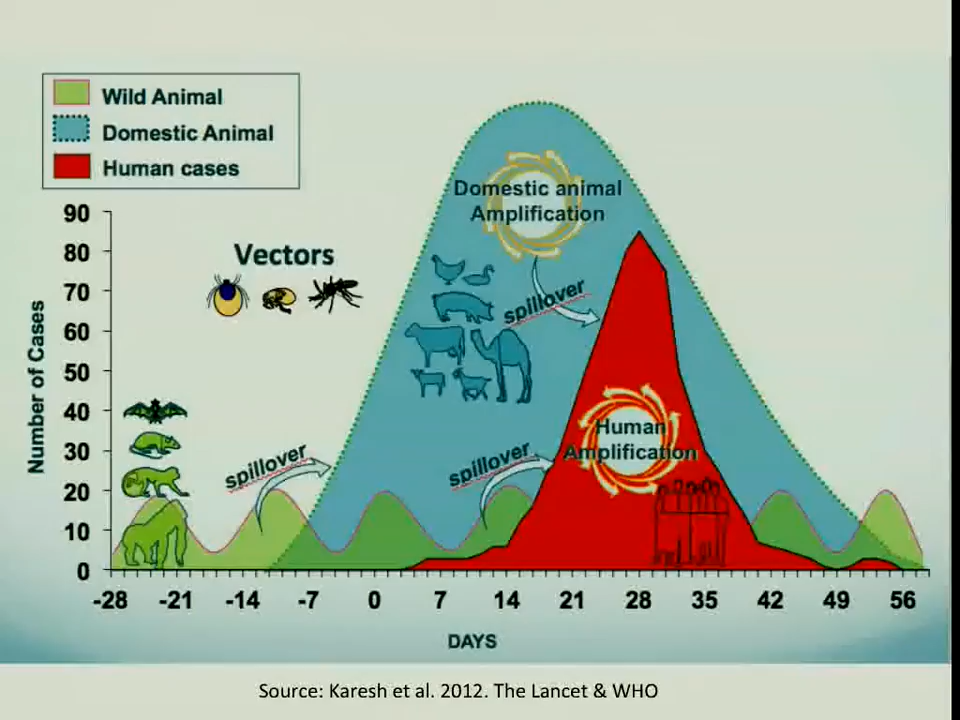 Wild Animal
Domestic Animal
Human cases
Domestic animal
Amplification
Vectors
spillover
spillover
spillover
Human
Amplification
Number of Cases
90
80
70
60
50
40
30
20
10
0
-28 -21 -14 -7 0 7 14 21 28 35 42 49 56
DAYS
Source: Karesh et al. 2012. The Lancet & WHO